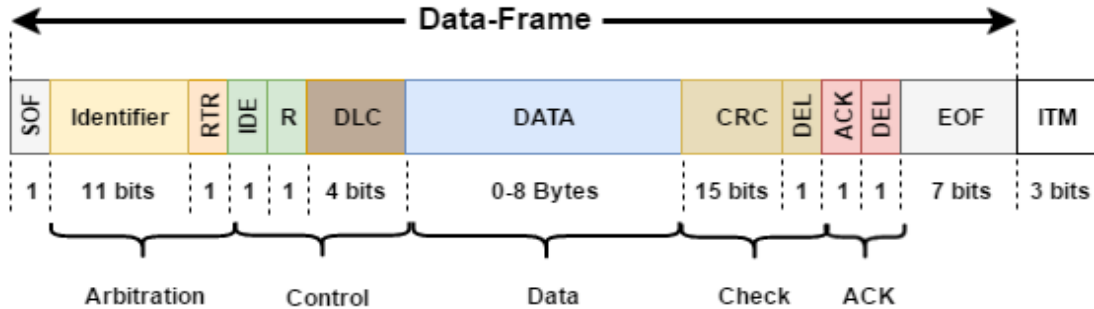 Data-Frame
SOF Identifier RTR IDE R DLC DATA CRC DEL ACK DEL EOF ITM
1 11 bits 1 1 1 4 bits 0-8 Bytes 15 bits 1 1 1 7 bits 3 bits
Arbitration Control Data Check ACK